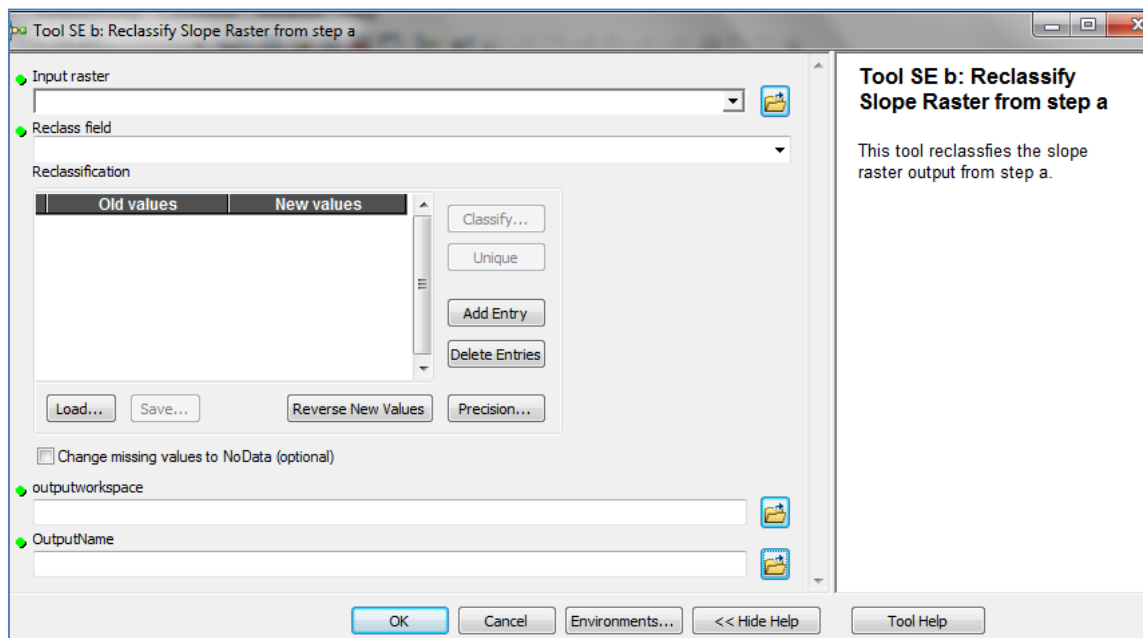 Tool SE b: Reclassify Slope Raster from step a
Input raster
Reclass field
Reclassification
Old values New values
Classify...
Unique
Add Entry
Delete Entries
Load... Save... Reverse New Values Precision...
Change missing values to NoData (optional)
outputworkspace
OutputName
OK Cancel Environments... << Hide Help Tool Help
Tool SE b: Reclassify
Slope Raster from step a
This tool reclassfies the slope
raster output from step a.